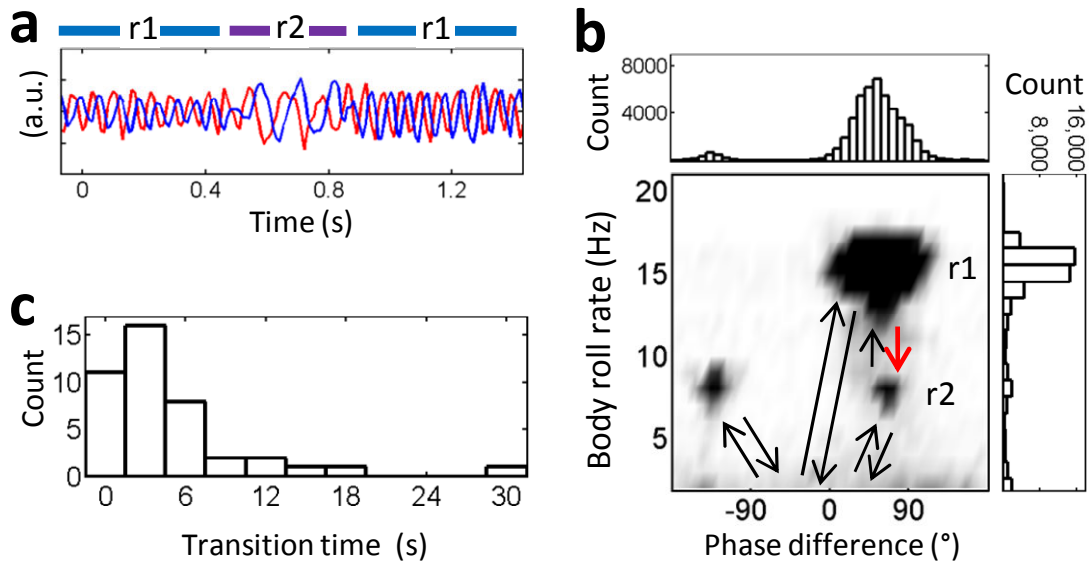 a
r1 r2 r1
(a.u.)
0 0.4 0.8 1.2
Time (s)
b
8000
4000
Count
Count
16,000
8,000
20
15
10
5
Body roll rate (Hz)
r1
r2
-90 0 90
Phase difference (°)
c
15
10
5
0
Count
0 6 12 18 24 30
Transition time (s)